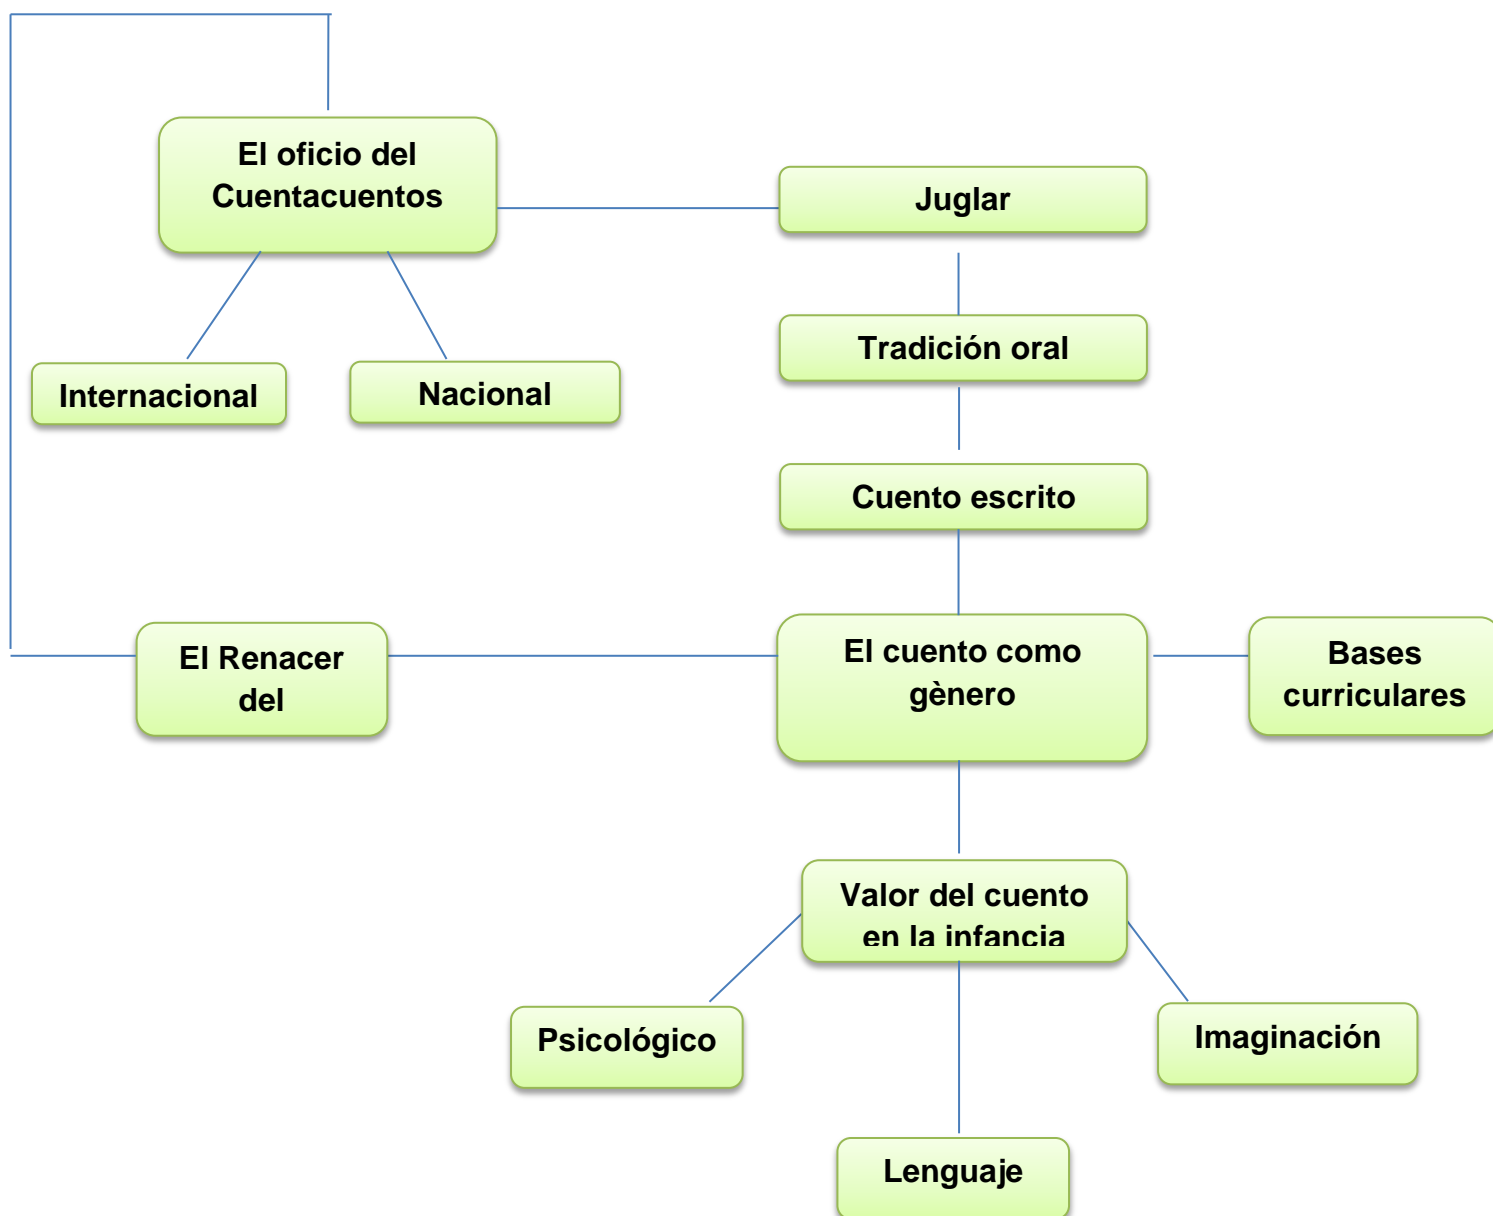 El oficio del
Cuentacuentos
Juglar
Tradición oral
Internacional
Nacional
Cuento escrito
El Renacer
del
El cuento como
gènero
Bases
curriculares
Valor del cuento
en la infancia
Psicológico
Imaginación
Lenguaje